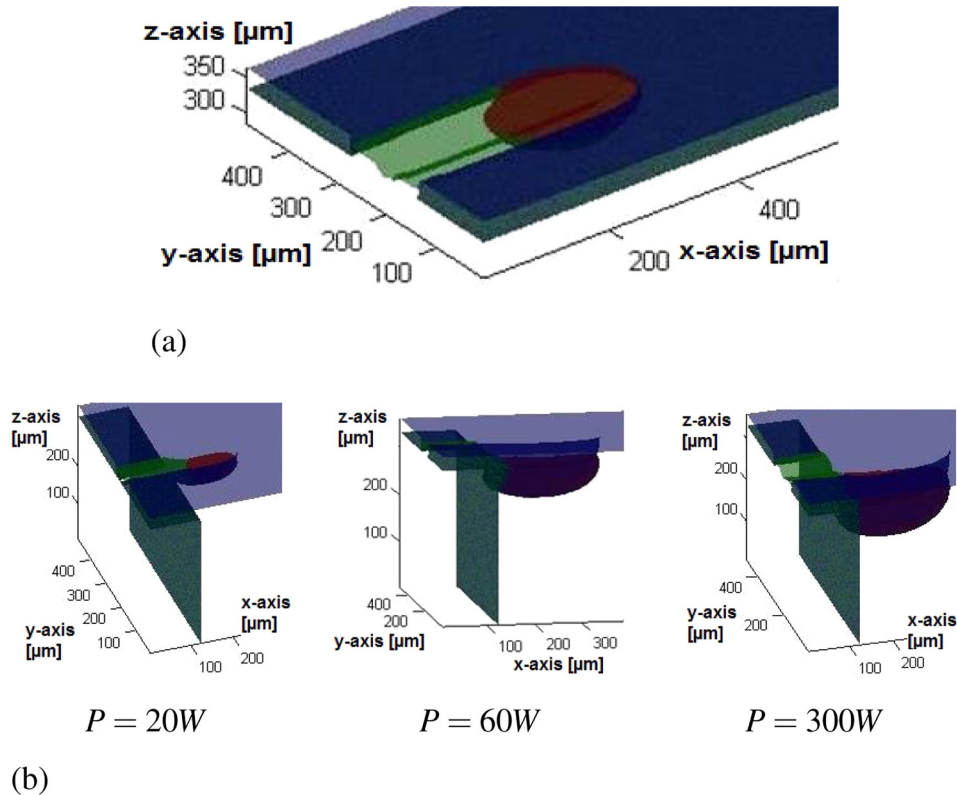 z-axis [µm]
350
300
400
300
200
100
y-axis [µm]
200
400
x-axis [µm]
(a)
z-axis
[µm]
200
100
400
300
200
100
y-axis
[µm]
x-axis
[µm]
100
200
P = 20W
z-axis
[µm]
200
100
400
200
y-axis [µm]
100
200
300
x-axis [µm]
P = 60W
z-axis
[µm]
200
100
400
200
y-axis
[µm]
x-axis
[µm]
100
200
P = 300W
(b)